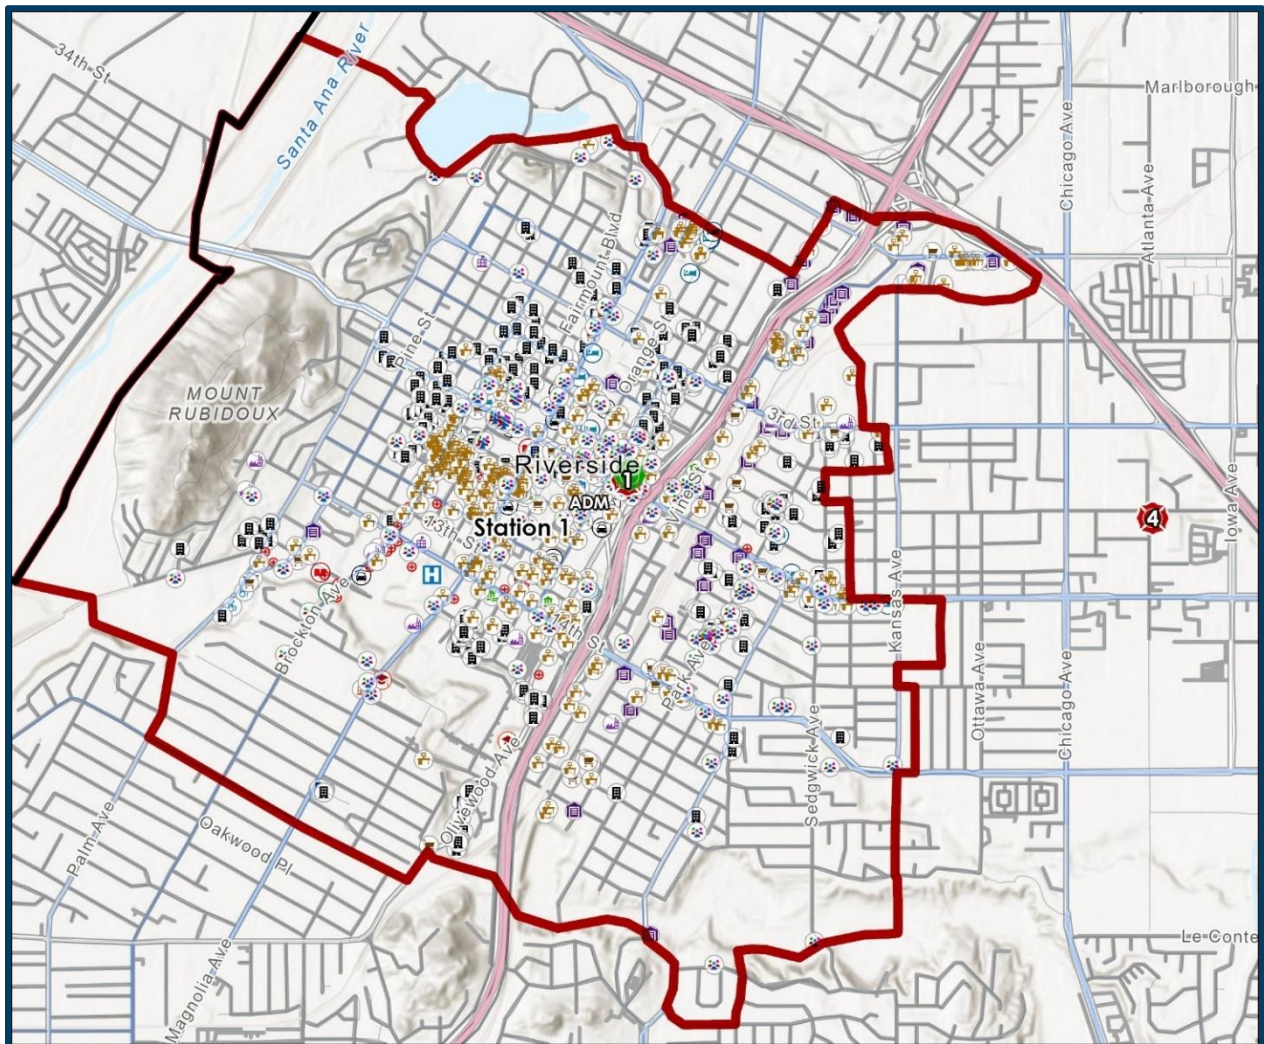 34th St
Santa Ana River
Marlborough
Chicago Ave
Atlanta Ave
Fairmount Blvd
Pine St
Orange St
MOUNT
RUBIDOUX
3rd St
Riverside
1
ADM
Vine St
Station 1
13th St
4
Iowa Ave
H
Kansas Ave
Brockton Ave
14th St
Park Ave
Ottawa Ave
Chicago Ave
Sedgwick Ave
Olivewood Ave
Palm Ave
Oakwood Pl
Magnolia Ave
Le Conte